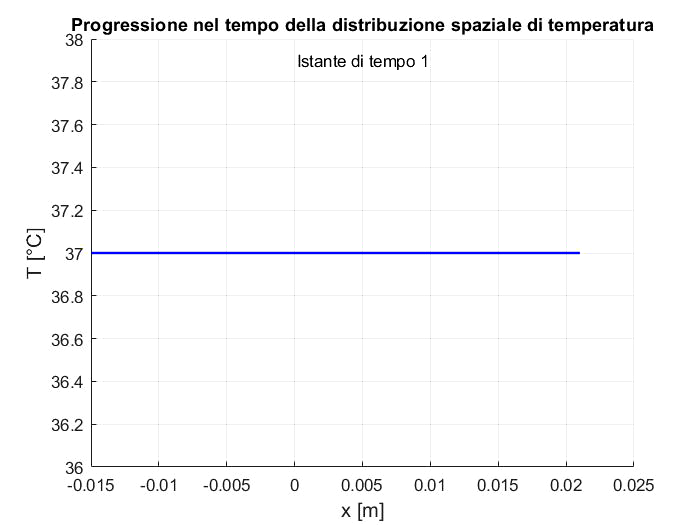 Progressione nel tempo della distribuzione spaziale di temperatura
Istante di tempo 1
38
37.8
37.6
37.4
37.2
37
36.8
36.6
36.4
36.2
36
T [°C]
-0.015 -0.01 -0.005 0 0.005 0.01 0.015 0.02 0.025
x [m]